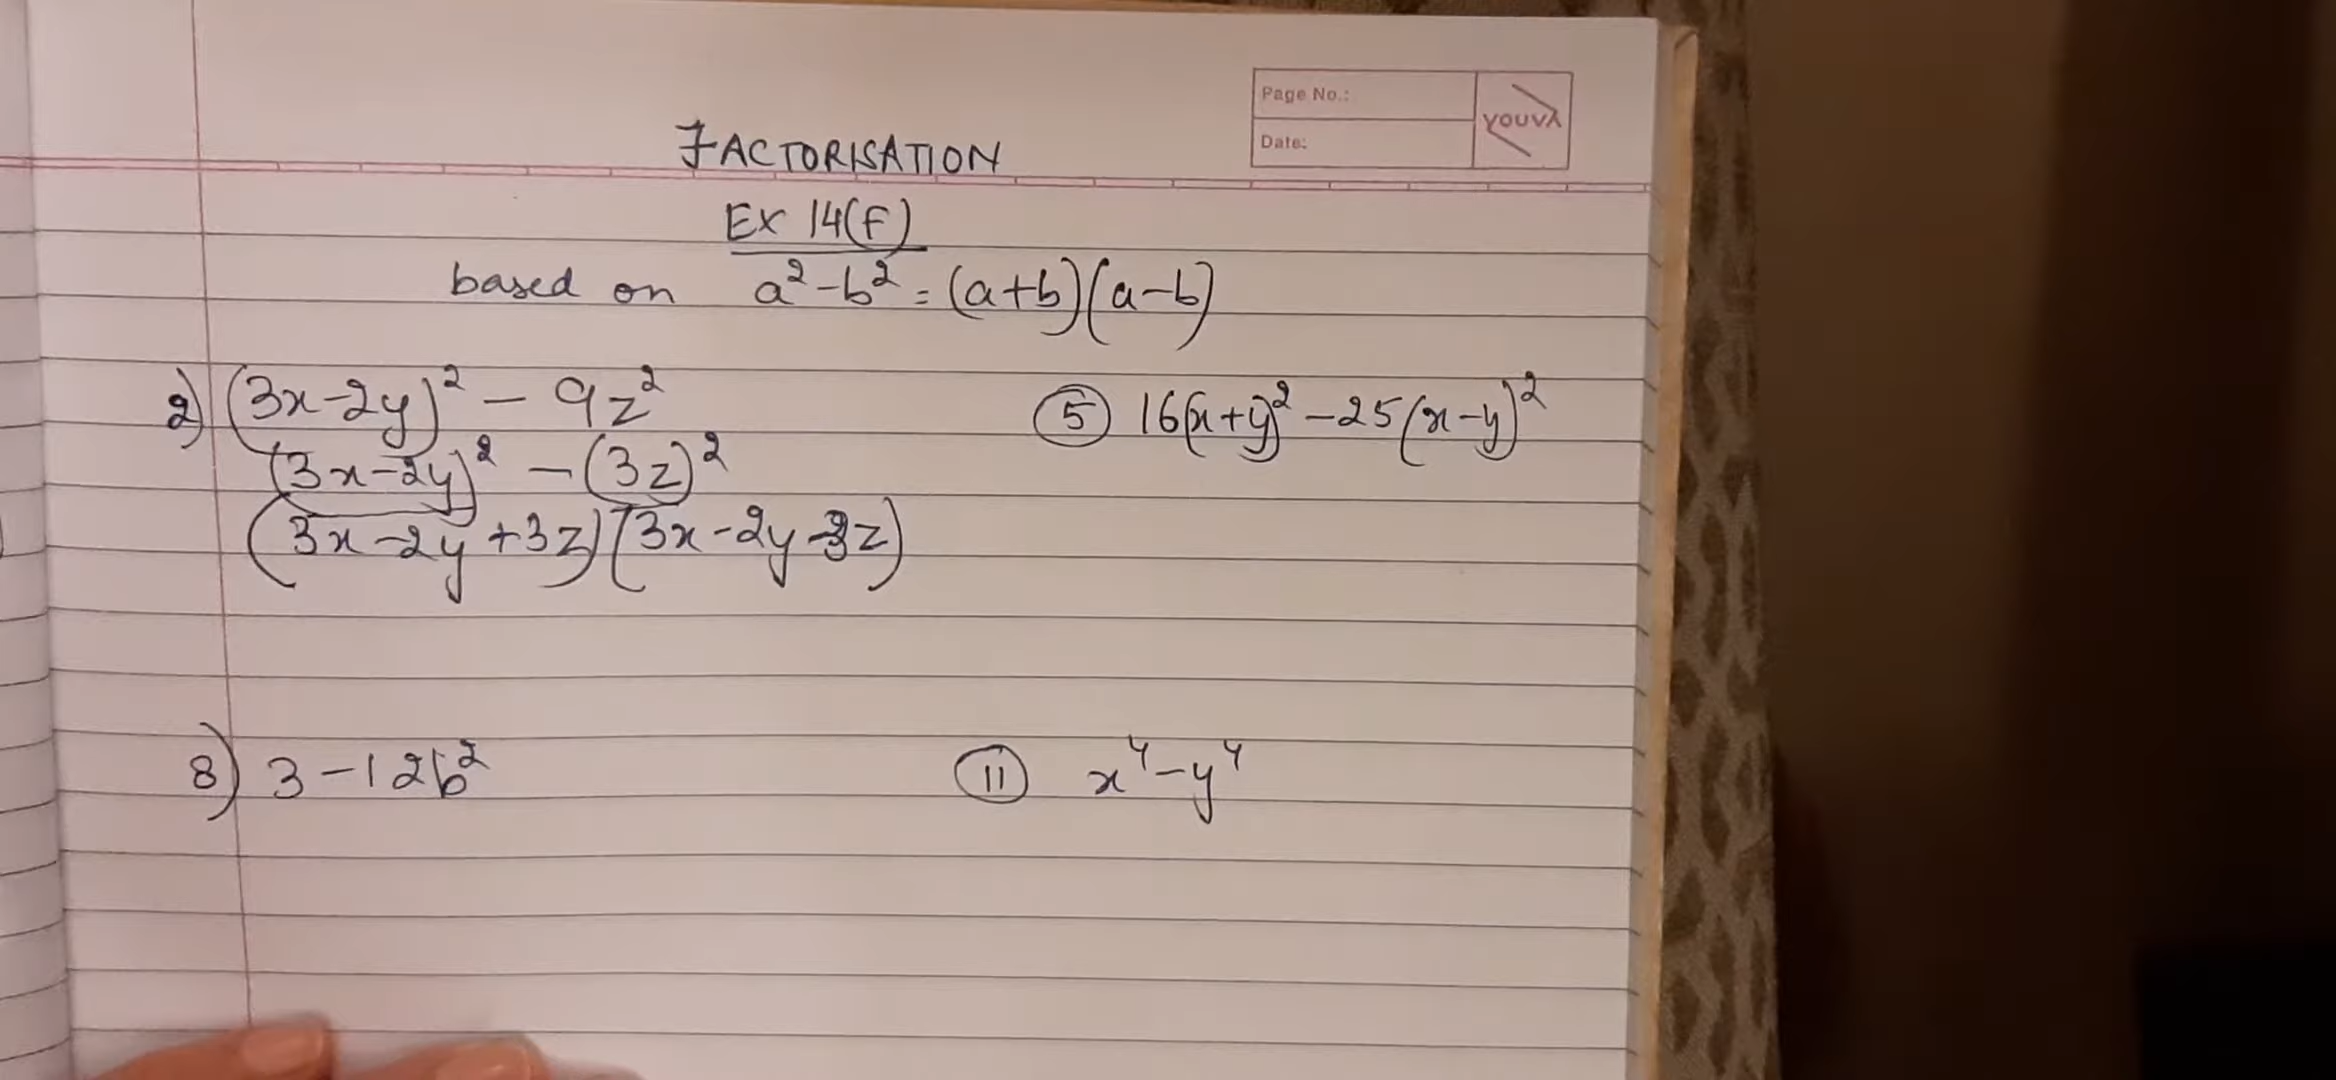 Page No.:
Date:
YOUVA
FACTORISATION
Ex 14(F)
based on a² - b² = (a+b)(a-b)
2) (3x-2y)² - 9z²
(3x-2y)² - (3z)²
(3x-2y+3z)(3x-2y-3z)
⑤ 16(x+y)² - 25(x-y)²
8) 3 - 12b²
⑪ x⁴ - y⁴